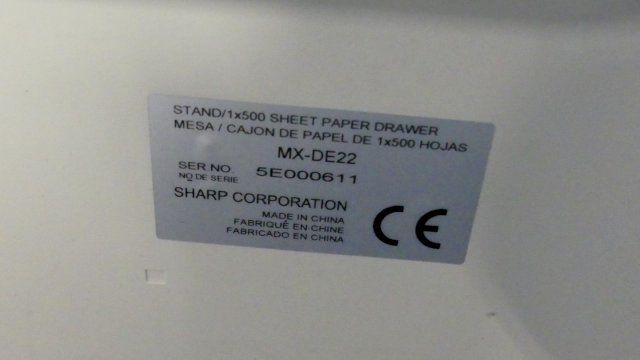 STAND/1x500 SHEET PAPER DRAWER
MESA / CAJON DE PAPEL DE 1x500 HOJAS
MX-DE22
SER NO. 5E000611
NO DE SERIE
SHARP CORPORATION
MADE IN CHINA
FABRIQUÉ EN CHINE
FABRICADO EN CHINA
CE